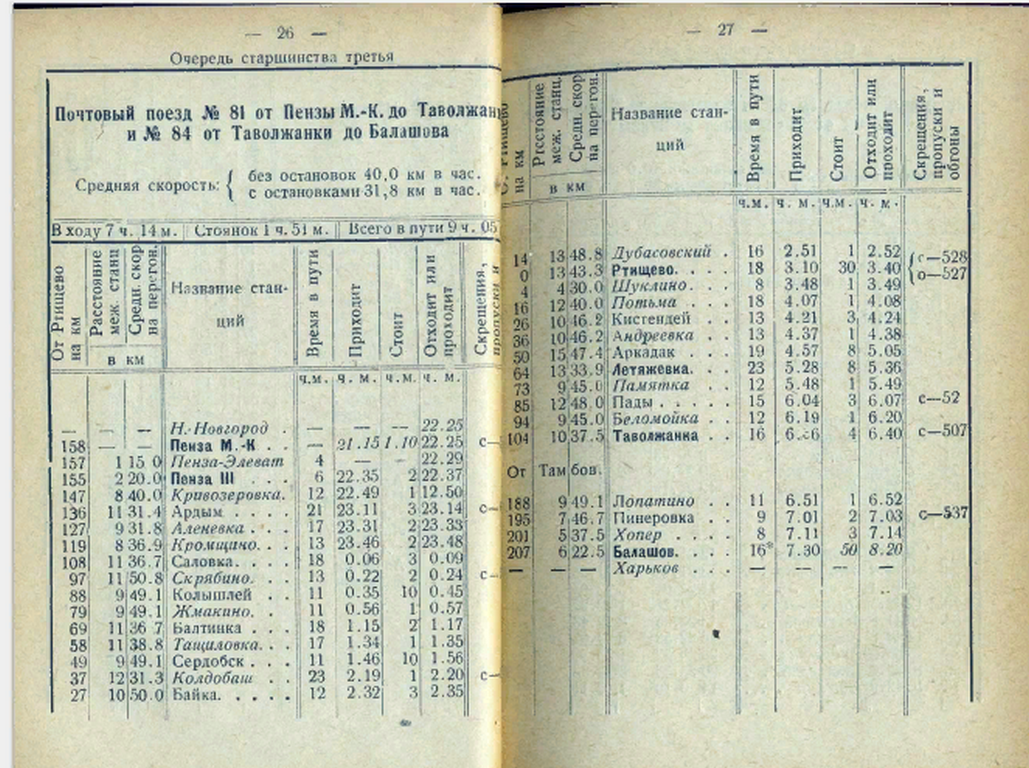 — 26 —
Очередь старшинства третья
Почтовый поезд № 81 от Пензы М.-К. до Таволжан
и № 84 от Таволжанки до Балашова
Средняя скорость: { без остановок 40,0 км в час.
с остановками 31,8 км в час.
В ходу 7 ч. 14 м. Стоянок 1 ч. 51 м. Всего в пути 9 ч. 05
От Ртищево на км | Расстояние меж. станц | Средн. скор на перегон. | Название станций | Время в пути | Приходит | Стоит | Отходит или проходит | Скрещения, пропуски и
в км
ч.м. ч. м. ч.м. ч. м.
— — — Н.-Новгород . — — — 22.25
158 — — Пенза М.-К . . — 21.15 1.10 22.25 с—
157 1 15 0 Пенза-Элеват 4 — — 22.29
155 2 20.0 Пенза III . . . 6 22.35 2 22.37
147 8 40.0 Кривозеровка. 12 22.49 1 12.50
136 11 31.4 Ардым . . . . 21 23.11 3 23.14 с—
127 9 31.8 Аленевка . . . 17 23.31 2 23.33
119 8 36.9 Кромщино. . . 13 23.46 2 23.48
108 11 36.7 Саловка. . . . 18 0.06 3 0.09
97 11 50.8 Скрябино. . . 13 0.22 2 0.24 с—
88 9 49.1 Колышлей . . 11 0.35 10 0.45
79 9 49.1 Жмакино. . . 11 0.56 1 0.57
69 11 36 7 Балтинка . . . 18 1.15 2 1.17
58 11 38.8 Тащиловка. . . 17 1.34 1 1.35
49 9 49.1 Сердобск . . . 11 1.46 10 1.56
37 12 31.3 Колдобаш . . 23 2.19 1 2.20 с—
27 10 50.0 Байка. . . . . 12 2.32 3 2.35
— 27 —
От Ртищево на км | Расстояние меж. станц. | Средн. скор на перегон. | Название станций | Время в пути | Приходит | Стоит | Отходит или проходит | Скрещения, пропуски и обгоны
в км
ч.м. ч. м. ч.м. ч. м.
14 13 48.8 Дубасовский . 16 2.51 1 2.52 { с—528
0 13 43.3 Ртищево. . . . 18 3.10 30 3.40 о—527
4 4 30.0 Шуклино. . . 8 3.48 1 3.49
16 12 40.0 Потьма . . . 18 4.07 1 4.08
26 10 46.2 Кистендей . . 13 4.21 3 4.24
36 10 46.2 Андреевка . . 13 4.37 1 4.38
50 15 47.4 Аркадак . . . 19 4.57 8 5.05
64 13 33.9 Летяжевка. . . 23 5.28 8 5.36
73 9 45.0 Памятка . . . 12 5.48 1 5.49
85 12 48.0 Пады . . . . . 15 6.04 3 6.07 с—52
94 9 45.0 Беломойка . . 12 6.19 1 6.20
104 10 37.5 Таволжанка . . 16 4 6.40 с—507
От Тамбов.
188 9 49.1 Лопатино . . . 11 6.51 1 6.52
195 7 46.7 Пинеровка . . 9 7.01 2 7.03 с—537
201 5 37.5 Хопер . . . . 8 7.11 3 7.14
207 6 22.5 Балашов. . . . 16* 7.30 50 8.20
— — — Харьков . . . — — — —